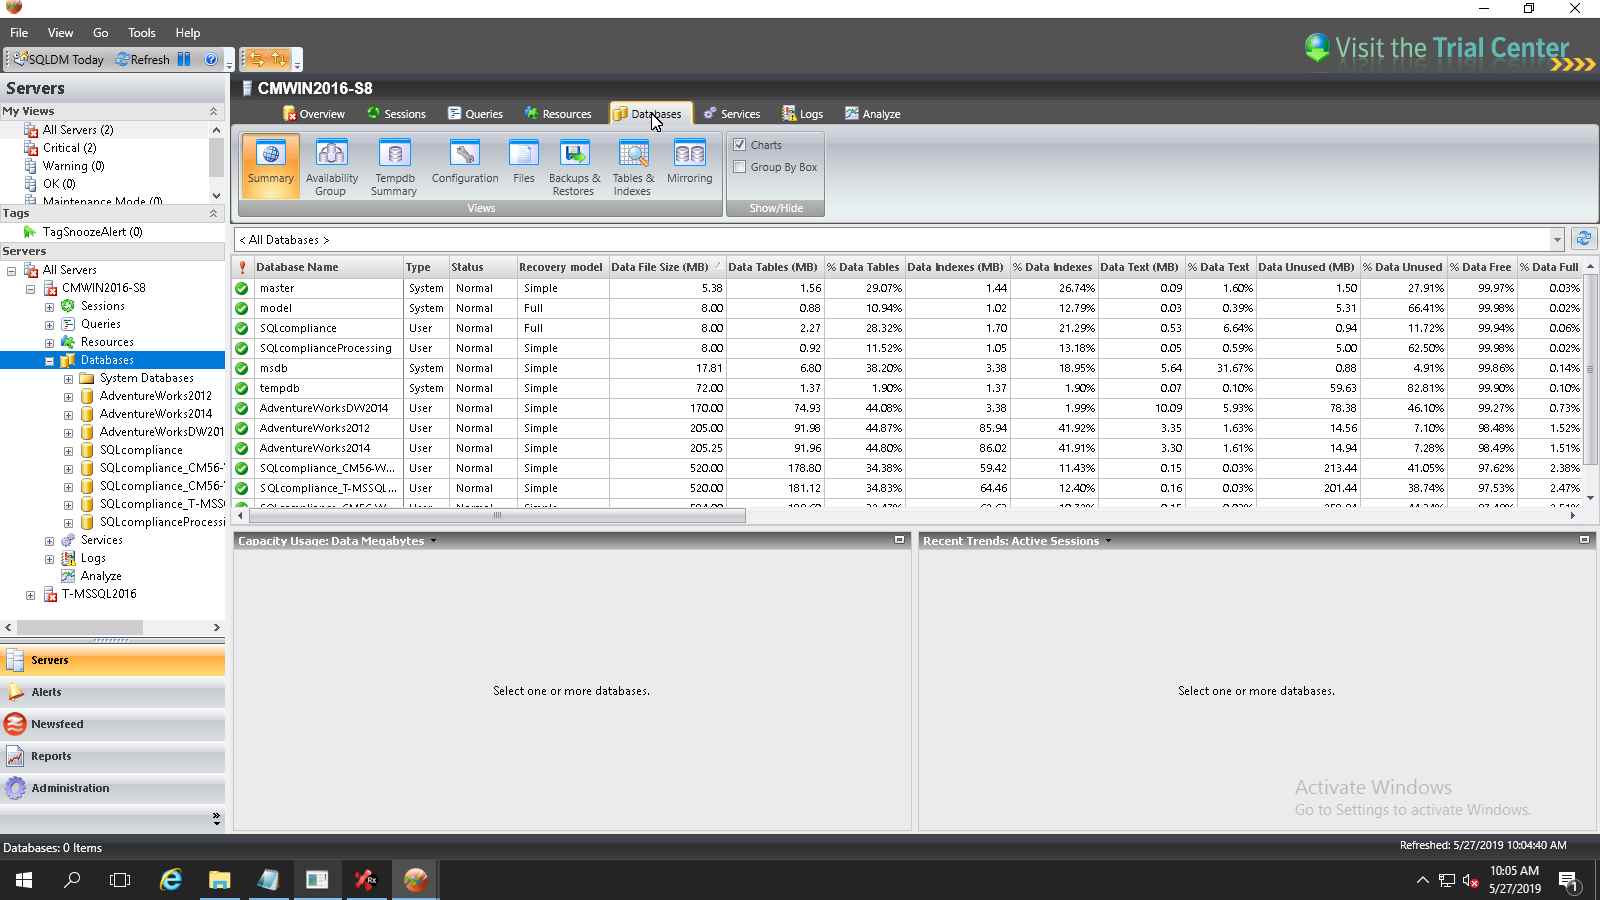 File View Go Tools Help
SQLDM Today Refresh
Visit the Trial Center
Servers
My Views
All Servers (2)
Critical (2)
Warning (0)
OK (0)
Maintenance Mode (0)
Tags
TagSnoozeAlert (0)
Servers
All Servers
CMWIN2016-S8
Sessions
Queries
Resources
Databases
System Databases
AdventureWorks2012
AdventureWorks2014
AdventureWorksDW201
SQLcompliance
SQLcompliance_CM56-
SQLcompliance_CM56-
SQLcompliance_T-MSS
SQLcomplianceProcessi
Services
Logs
Analyze
T-MSSQL2016
Servers
Alerts
Newsfeed
Reports
Administration
CMWIN2016-S8
Overview Sessions Queries Resources Databases Services Logs Analyze
Summary
Availability Group
Tempdb Summary
Configuration
Files
Backups & Restores
Tables & Indexes
Mirroring
Views
Charts
Group By Box
Show/Hide
< All Databases >
Database Name Type Status Recovery model Data File Size (MB) Data Tables (MB) % Data Tables Data Indexes (MB) % Data Indexes Data Text (MB) % Data Text Data Unused (MB) % Data Unused % Data Free % Data Full
master System Normal Simple 5.38 1.56 29.07% 1.44 26.74% 0.09 1.60% 1.50 27.91% 99.97% 0.03%
model System Normal Full 8.00 0.88 10.94% 1.02 12.79% 0.03 0.39% 5.31 66.41% 99.98% 0.02%
SQLcompliance User Normal Full 8.00 2.27 28.32% 1.70 21.29% 0.53 6.64% 0.94 11.72% 99.94% 0.06%
SQLcomplianceProcessing User Normal Simple 8.00 0.92 11.52% 1.05 13.18% 0.05 0.59% 5.00 62.50% 99.98% 0.02%
msdb System Normal Simple 17.81 6.80 38.20% 3.38 18.95% 5.64 31.67% 0.88 4.91% 99.86% 0.14%
tempdb System Normal Simple 72.00 1.37 1.90% 1.37 1.90% 0.07 0.10% 59.63 82.81% 99.90% 0.10%
AdventureWorksDW2014 User Normal Simple 170.00 74.93 44.08% 3.38 1.99% 10.09 5.93% 78.38 46.10% 99.27% 0.73%
AdventureWorks2012 User Normal Simple 205.00 91.98 44.87% 85.94 41.92% 3.35 1.63% 14.56 7.10% 98.48% 1.52%
AdventureWorks2014 User Normal Simple 205.25 91.96 44.80% 86.02 41.91% 3.30 1.61% 14.94 7.28% 98.49% 1.51%
SQLcompliance_CM56-W... User Normal Simple 520.00 178.80 34.38% 59.42 11.43% 0.15 0.03% 213.44 41.05% 97.62% 2.38%
SQLcompliance_T-MSSQL... User Normal Simple 520.00 181.12 34.83% 64.46 12.40% 0.16 0.03% 201.44 38.74% 97.53% 2.47%
Capacity Usage: Data Megabytes
Select one or more databases.
Recent Trends: Active Sessions
Select one or more databases.
Activate Windows
Go to Settings to activate Windows.
Databases: 0 Items
Refreshed: 5/27/2019 10:04:40 AM
10:05 AM
5/27/2019
1